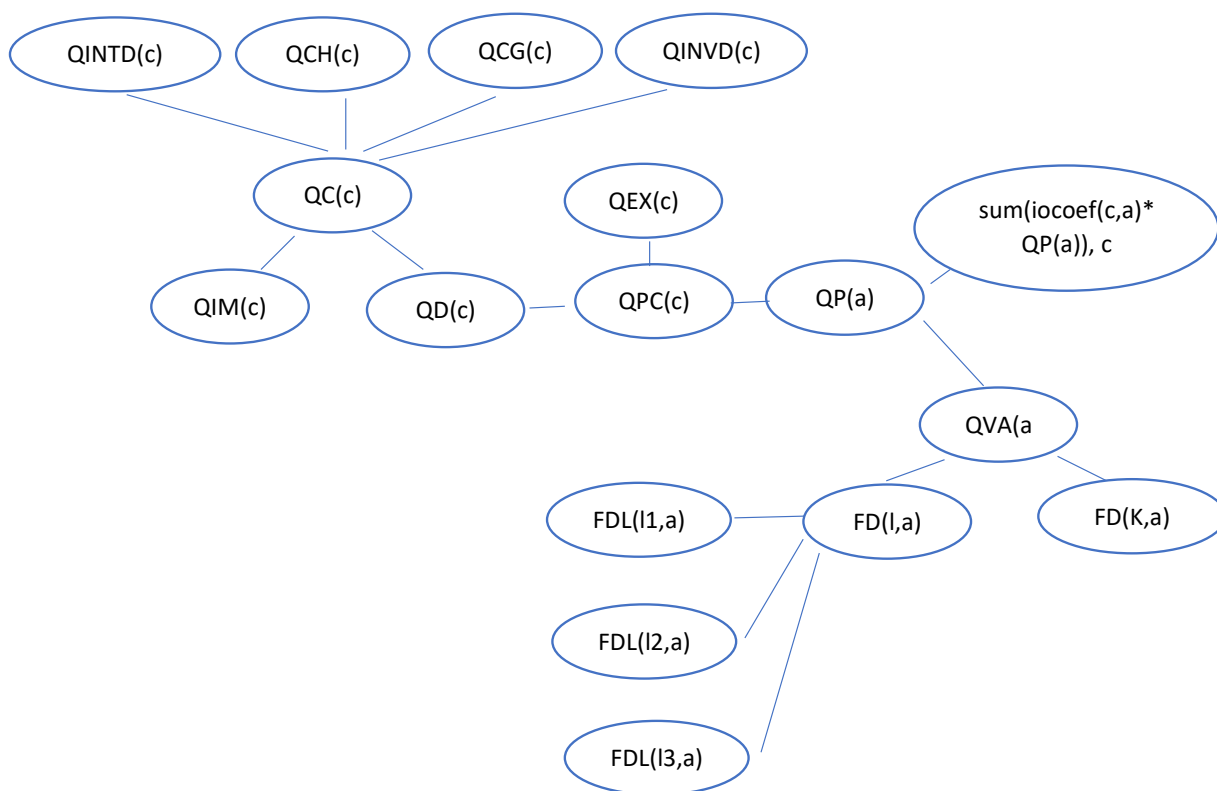 QINTD(c)
QCH(c)
QCG(c)
QINVD(c)
QC(c)
QEX(c)
sum(iocoef(c,a)*
QP(a)), c
QIM(c)
QD(c)
QPC(c)
QP(a)
QVA(a
FDL(l1,a)
FD(l,a)
FD(K,a)
FDL(l2,a)
FDL(l3,a)